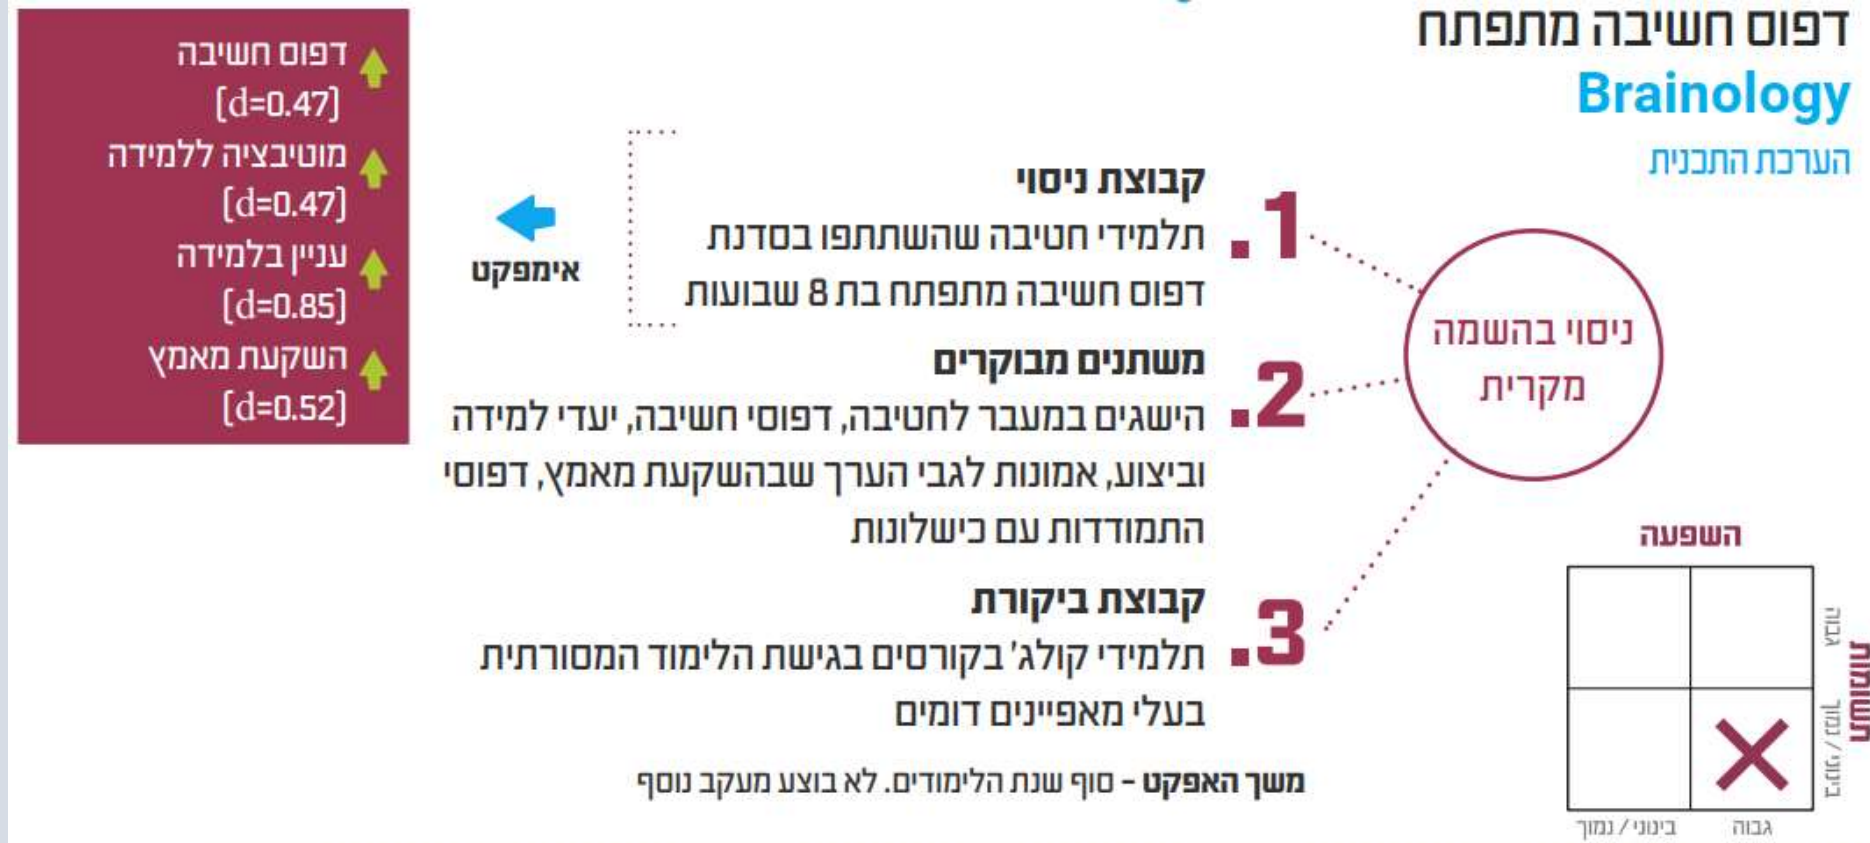 דפוס חשיבה מתפתח
Brainology
הערכת התכנית
ניסוי בהשמה
מקרית
1.
קבוצת ניסוי
תלמידי חטיבה שהשתתפו בסדנת
דפוס חשיבה מתפתח בת 8 שבועות
2.
משתנים מבוקרים
הישגים במעבר לחטיבה, דפוסי חשיבה, יעדי למידה
וביצוע, אמונות לגבי הערך שבהשקעת מאמץ, דפוסי
התמודדות עם כישלונות
3.
קבוצת ביקורת
תלמידי קולג' בקורסים בגישת הלימוד המסורתית
בעלי מאפיינים דומים
משך האפקט – סוף שנת הלימודים. לא בוצע מעקב נוסף
אימפקט
דפוס חשיבה
(d=0.47)
מוטיבציה ללמידה
(d=0.47)
עניין בלמידה
(d=0.85)
השקעת מאמץ
(d=0.52)
השפעה
תשומות
גבוה
בינוני / נמוך
גבוה
בינוני / נמוך